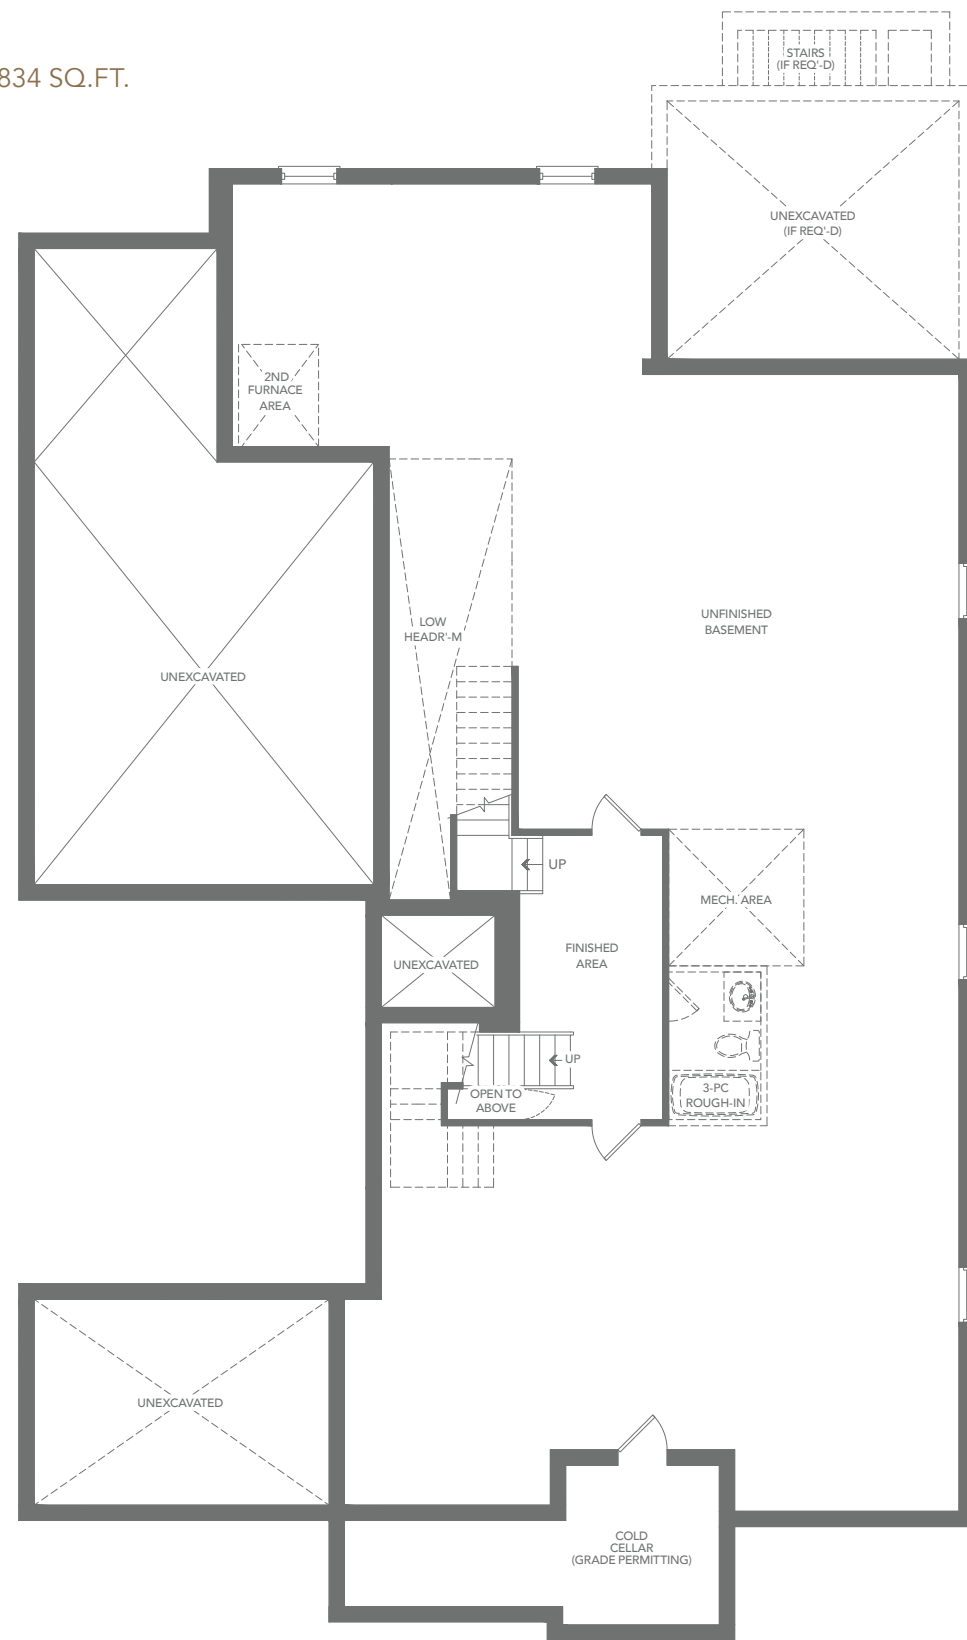 834 SQ.FT.
STAIRS
(IF REQ'-D)
UNEXCAVATED
(IF REQ'-D)
2ND
FURNACE
AREA
LOW
HEADR'-M
UNFINISHED
BASEMENT
UNEXCAVATED
UP
MECH. AREA
FINISHED
AREA
UNEXCAVATED
UP
OPEN TO
ABOVE
3-PC
ROUGH-IN
UNEXCAVATED
COLD
CELLAR
(GRADE PERMITTING)